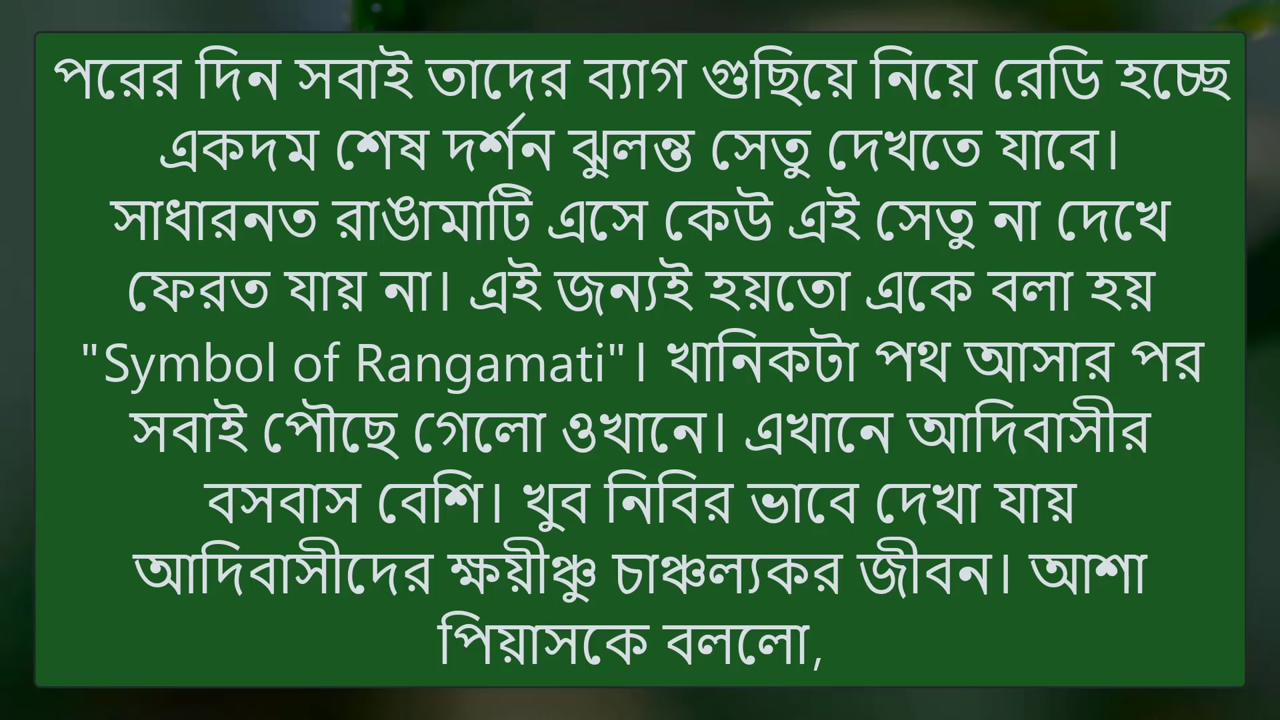 পরের দিন সবাই তাদের ব্যাগ গুছিয়ে নিয়ে রেডি হচ্ছে
একদম শেষ দর্শন ঝুলন্ত সেতু দেখতে যাবে।
সাধারনত রাঙামাটি এসে কেউ এই সেতু না দেখে
ফেরত যায় না। এই জন্যই হয়তো একে বলা হয়
"Symbol of Rangamati"। খানিকটা পথ আসার পর
সবাই পৌছে গেলো ওখানে। এখানে আদিবাসীর
বসবাস বেশি। খুব নিবির ভাবে দেখা যায়
আদিবাসীদের ক্ষয়ীঞ্চু চাঞ্চল্যকর জীবন। আশা
পিয়াসকে বললো,